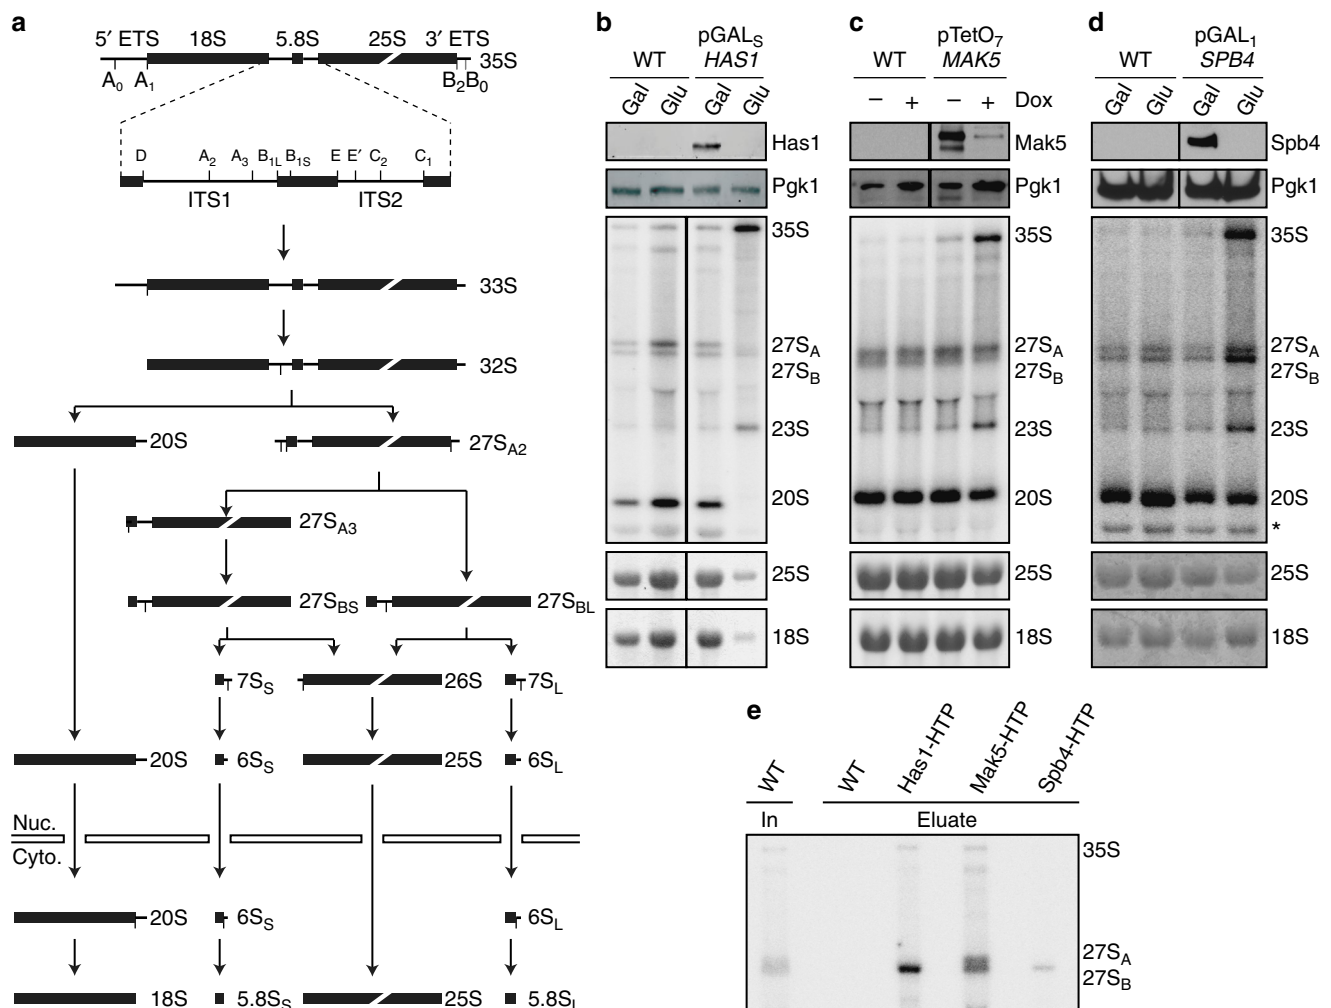 a
5′ ETS 18S 5.8S 25S 3′ ETS
35S
A0 A1 B2 B0
D A2 A3 B1L B1S E E′ C2 C1
ITS1 ITS2
33S
32S
20S 27SA2
27SA3
27SBS 27SBL
7SS 26S 7SL
20S 6SS 25S 6SL
Nuc.
Cyto.
20S 6SS 6SL
18S 5.8SS 25S 5.8SL
b
WT pGALS HAS1
Gal Glu Gal Glu
Has1
Pgk1
35S
27SA
27SB
23S
20S
25S
18S
c
WT pTetO7 MAK5
− + − + Dox
Mak5
Pgk1
35S
27SA
27SB
23S
20S
25S
18S
d
WT pGAL1 SPB4
Gal Glu Gal Glu
Spb4
Pgk1
35S
27SA
27SB
23S
20S
*
25S
18S
e
WT WT Has1-HTP Mak5-HTP Spb4-HTP
In Eluate
35S
27SA
27SB